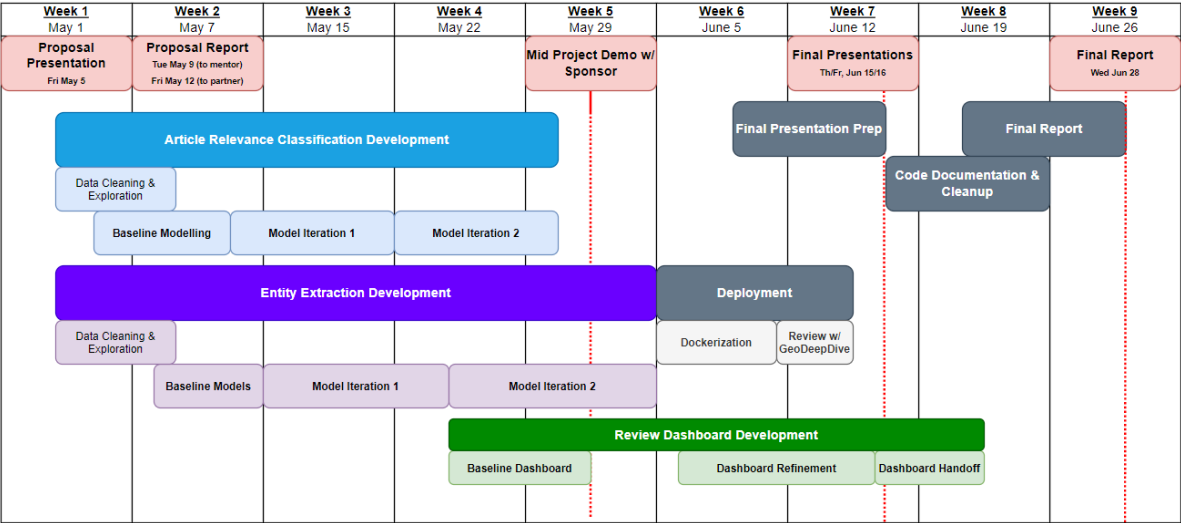 Week 1
May 1
Week 2
May 7
Week 3
May 15
Week 4
May 22
Week 5
May 29
Week 6
June 5
Week 7
June 12
Week 8
June 19
Week 9
June 26
Proposal
Presentation
Fri May 5
Proposal Report
Tue May 9 (to mentor)
Fri May 12 (to partner)
Mid Project Demo w/
Sponsor
Final Presentations
Th/Fr, Jun 15/16
Final Report
Wed Jun 28
Article Relevance Classification Development
Final Presentation Prep
Final Report
Data Cleaning &
Exploration
Code Documentation &
Cleanup
Baseline Modelling
Model Iteration 1
Model Iteration 2
Entity Extraction Development
Deployment
Data Cleaning &
Exploration
Dockerization
Review w/
GeoDeepDive
Baseline Models
Model Iteration 1
Model Iteration 2
Review Dashboard Development
Baseline Dashboard
Dashboard Refinement
Dashboard Handoff